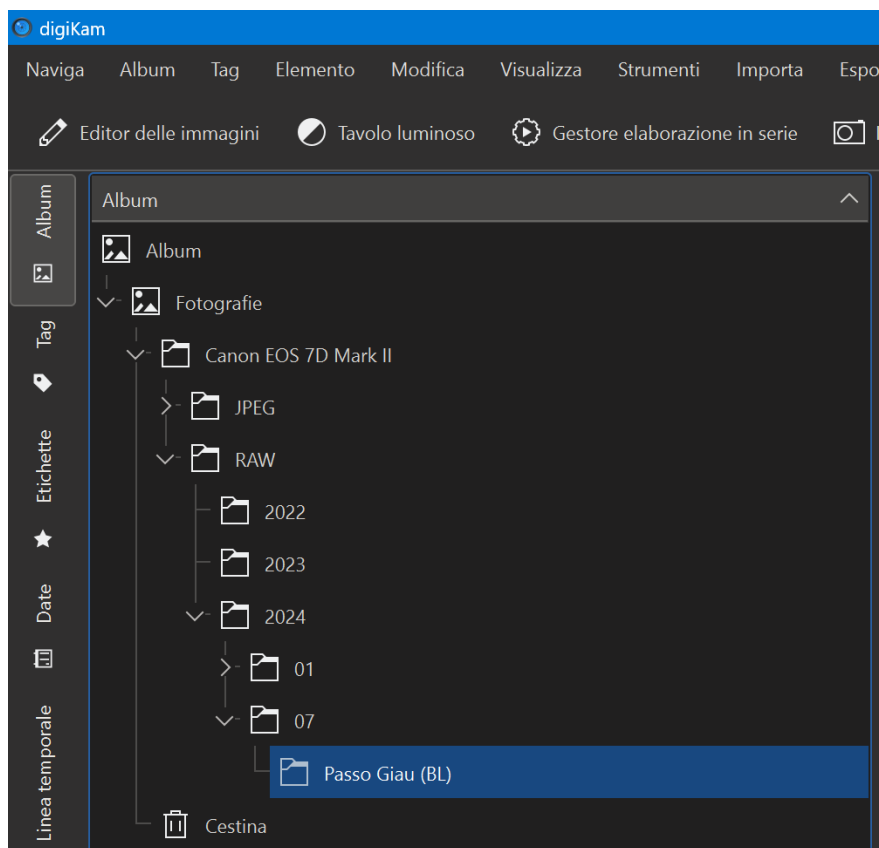 digiKam
Naviga Album Tag Elemento Modifica Visualizza Strumenti Importa
Editor delle immagini Tavolo luminoso Gestore elaborazione in serie
Album
Tag
Etichette
Date
Linea temporale
Album
Album
Fotografie
Canon EOS 7D Mark II
JPEG
RAW
2022
2023
2024
01
07
Passo Giau (BL)
Cestina